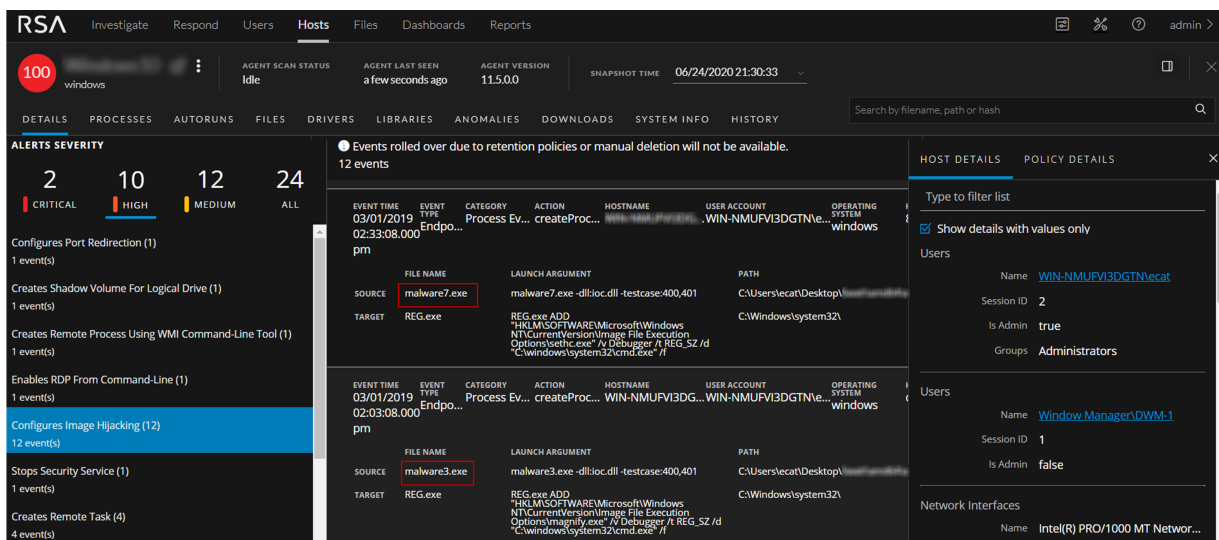 RSA Investigate Respond Users Hosts Files Dashboards Reports admin >
100 windows
AGENT SCAN STATUS
Idle
AGENT LAST SEEN
a few seconds ago
AGENT VERSION
11.5.0.0
SNAPSHOT TIME 06/24/2020 21:30:33
DETAILS PROCESSES AUTORUNS FILES DRIVERS LIBRARIES ANOMALIES DOWNLOADS SYSTEM INFO HISTORY
Search by filename, path or hash
ALERTS SEVERITY
2 10 12 24
CRITICAL HIGH MEDIUM ALL
Configures Port Redirection (1)
1 event(s)
Creates Shadow Volume For Logical Drive (1)
1 event(s)
Creates Remote Process Using WMI Command-Line Tool (1)
1 event(s)
Enables RDP From Command-Line (1)
1 event(s)
Configures Image Hijacking (12)
12 event(s)
Stops Security Service (1)
1 event(s)
Creates Remote Task (4)
4 event(s)
Events rolled over due to retention policies or manual deletion will not be available.
12 events
EVENT TIME EVENT TYPE CATEGORY ACTION HOSTNAME USER ACCOUNT OPERATING SYSTEM
03/01/2019 02:33:08.000 pm Endpo... Process Ev... createProc... .WIN-NMUFVI3DGTN\e... windows
FILE NAME LAUNCH ARGUMENT PATH
SOURCE malware7.exe malware7.exe -dll:ioc.dll -testcase:400,401 C:\Users\ecat\Desktop\
TARGET REG.exe REG.exe ADD C:\Windows\system32\
"HKLM\SOFTWARE\Microsoft\Windows
NT\CurrentVersion\Image File Execution
Options\sethc.exe" /v Debugger /t REG_SZ /d
"C:\windows\system32\cmd.exe" /f
EVENT TIME EVENT TYPE CATEGORY ACTION HOSTNAME USER ACCOUNT OPERATING SYSTEM
03/01/2019 02:03:08.000 pm Endpo... Process Ev... createProc... WIN-NMUFVI3DG... WIN-NMUFVI3DGTN\e... windows
FILE NAME LAUNCH ARGUMENT PATH
SOURCE malware3.exe malware3.exe -dll:ioc.dll -testcase:400,401 C:\Users\ecat\Desktop\
TARGET REG.exe REG.exe ADD C:\Windows\system32\
"HKLM\SOFTWARE\Microsoft\Windows
NT\CurrentVersion\Image File Execution
Options\magnify.exe" /v Debugger /t REG_SZ /d
"C:\windows\system32\cmd.exe" /f
HOST DETAILS POLICY DETAILS
Type to filter list
Show details with values only
Users
Name WIN-NMUFVI3DGTN\ecat
Session ID 2
Is Admin true
Groups Administrators
Users
Name Window Manager\DWM-1
Session ID 1
Is Admin false
Network Interfaces
Name Intel(R) PRO/1000 MT Networ...